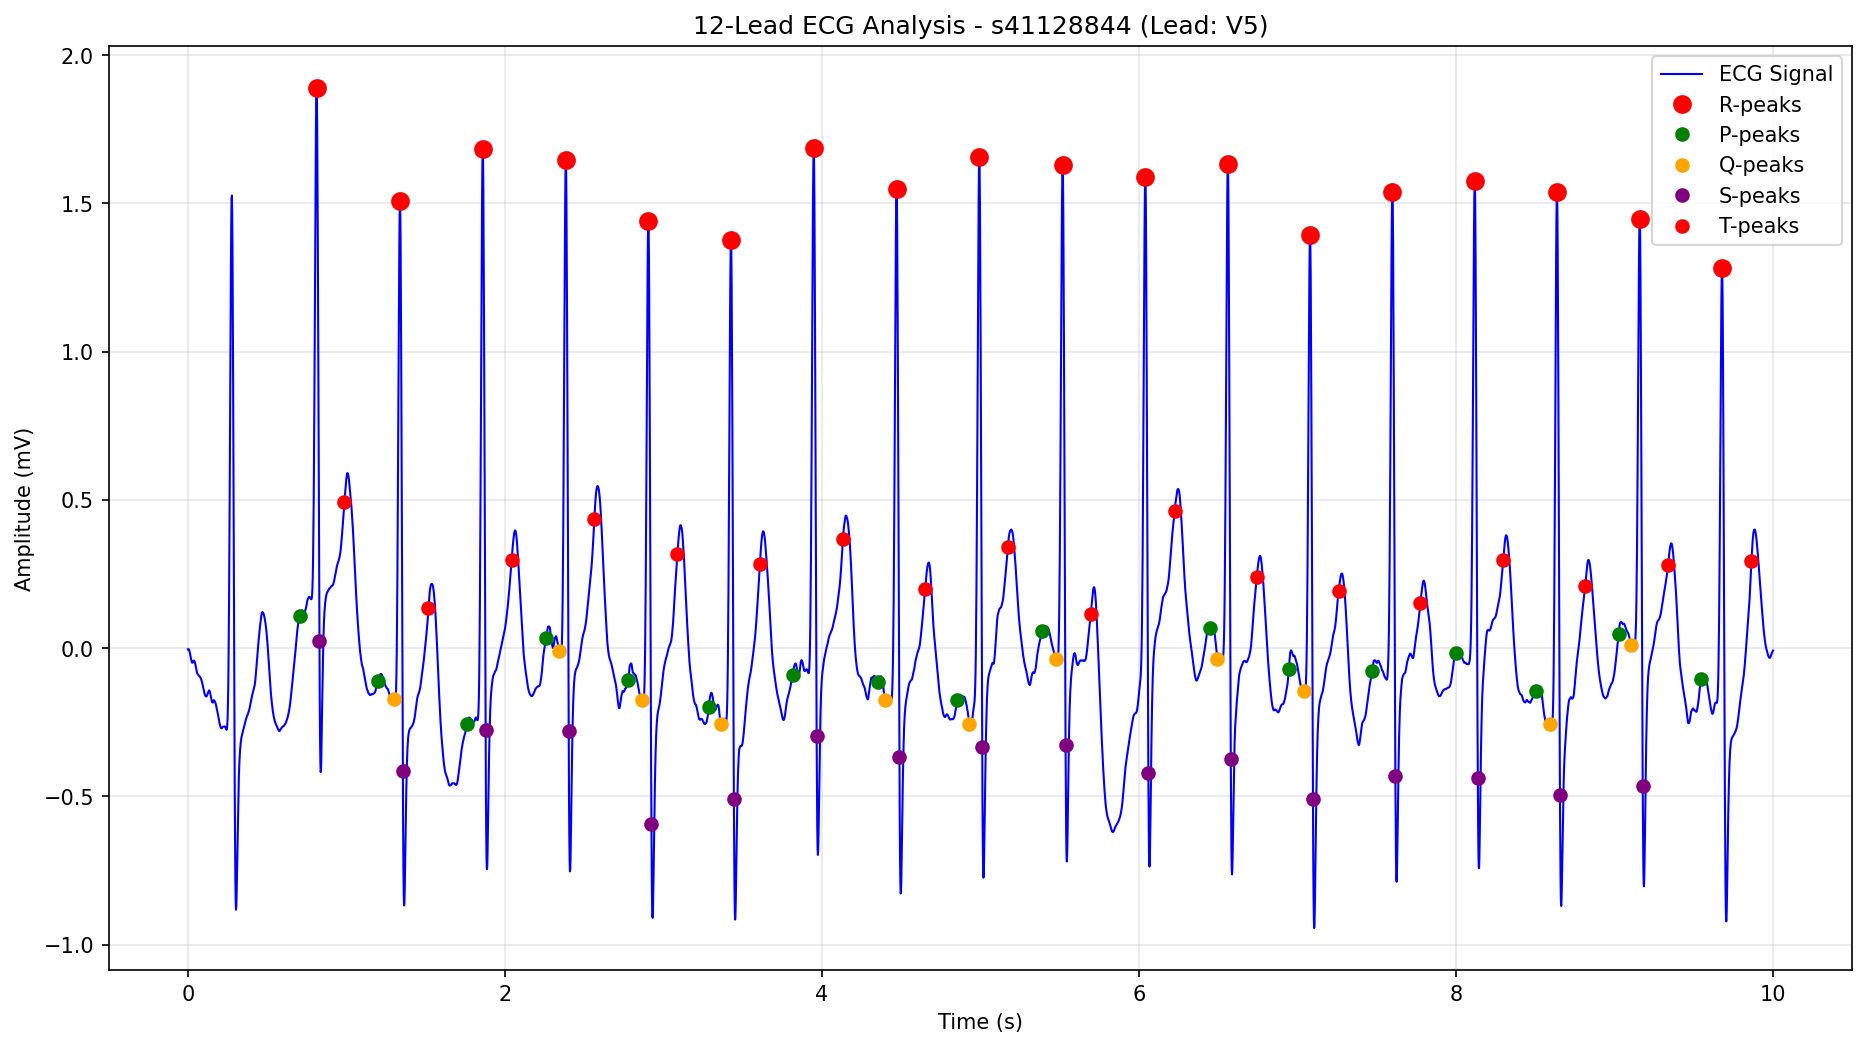 12-Lead ECG Analysis - s41128844 (Lead: V5)
ECG Signal
R-peaks
P-peaks
Q-peaks
S-peaks
T-peaks
Amplitude (mV)
2.0
1.5
1.0
0.5
0.0
−0.5
−1.0
0 2 4 6 8 10
Time (s)